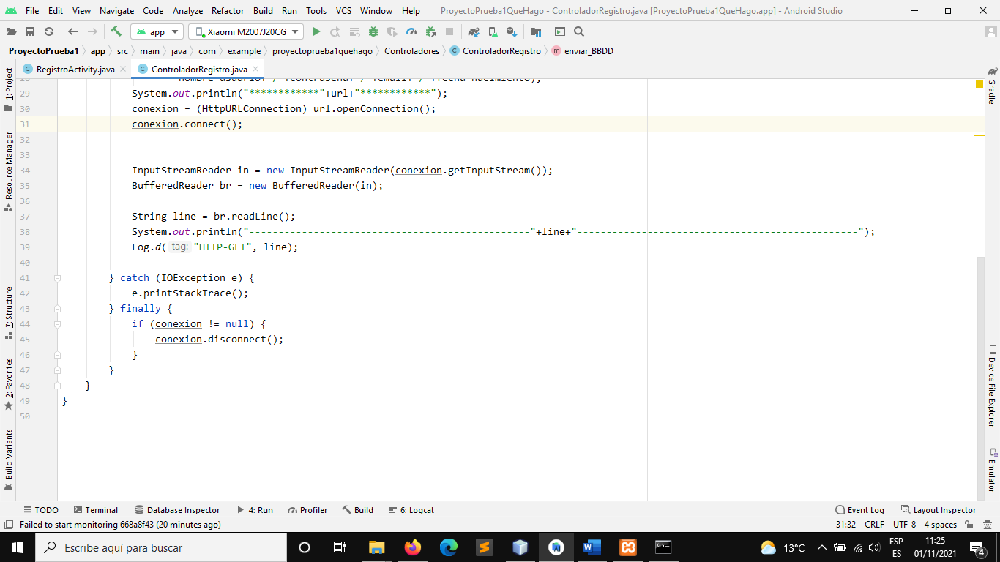 File Edit View Navigate Code Analyze Refactor Build Run Tools VCS Window Help ProyectoPrueba1QueHago - ControladorRegistro.java [ProyectoPrueba1QueHago.app] - Android Studio
app Xiaomi M2007J20CG
ProyectoPrueba1 app src main java com example proyectoprueba1quehago Controladores ControladorRegistro enviar_BBDD
RegistroActivity.java ControladorRegistro.java
1: Project
Resource Manager
7: Structure
2: Favorites
Build Variants
29 System.out.println("************"+url+"************");
30 conexion = (HttpURLConnection) url.openConnection();
31 conexion.connect();
32
33
34 InputStreamReader in = new InputStreamReader(conexion.getInputStream());
35 BufferedReader br = new BufferedReader(in);
36
37 String line = br.readLine();
38 System.out.println("------------------------------------------------"+line+"------------------------------------------------");
39 Log.d( tag: "HTTP-GET", line);
40
41 } catch (IOException e) {
42 e.printStackTrace();
43 } finally {
44 if (conexion != null) {
45 conexion.disconnect();
46 }
47 }
48 }
49 }
50
Gradle
Device File Explorer
Emulator
TODO Terminal Database Inspector 4: Run Profiler Build 6: Logcat Event Log Layout Inspector
Failed to start monitoring 668a8f43 (20 minutes ago) 31:32 CRLF UTF-8 4 spaces
Escribe aquí para buscar
13°C
ESP
ES
11:25
01/11/2021
4